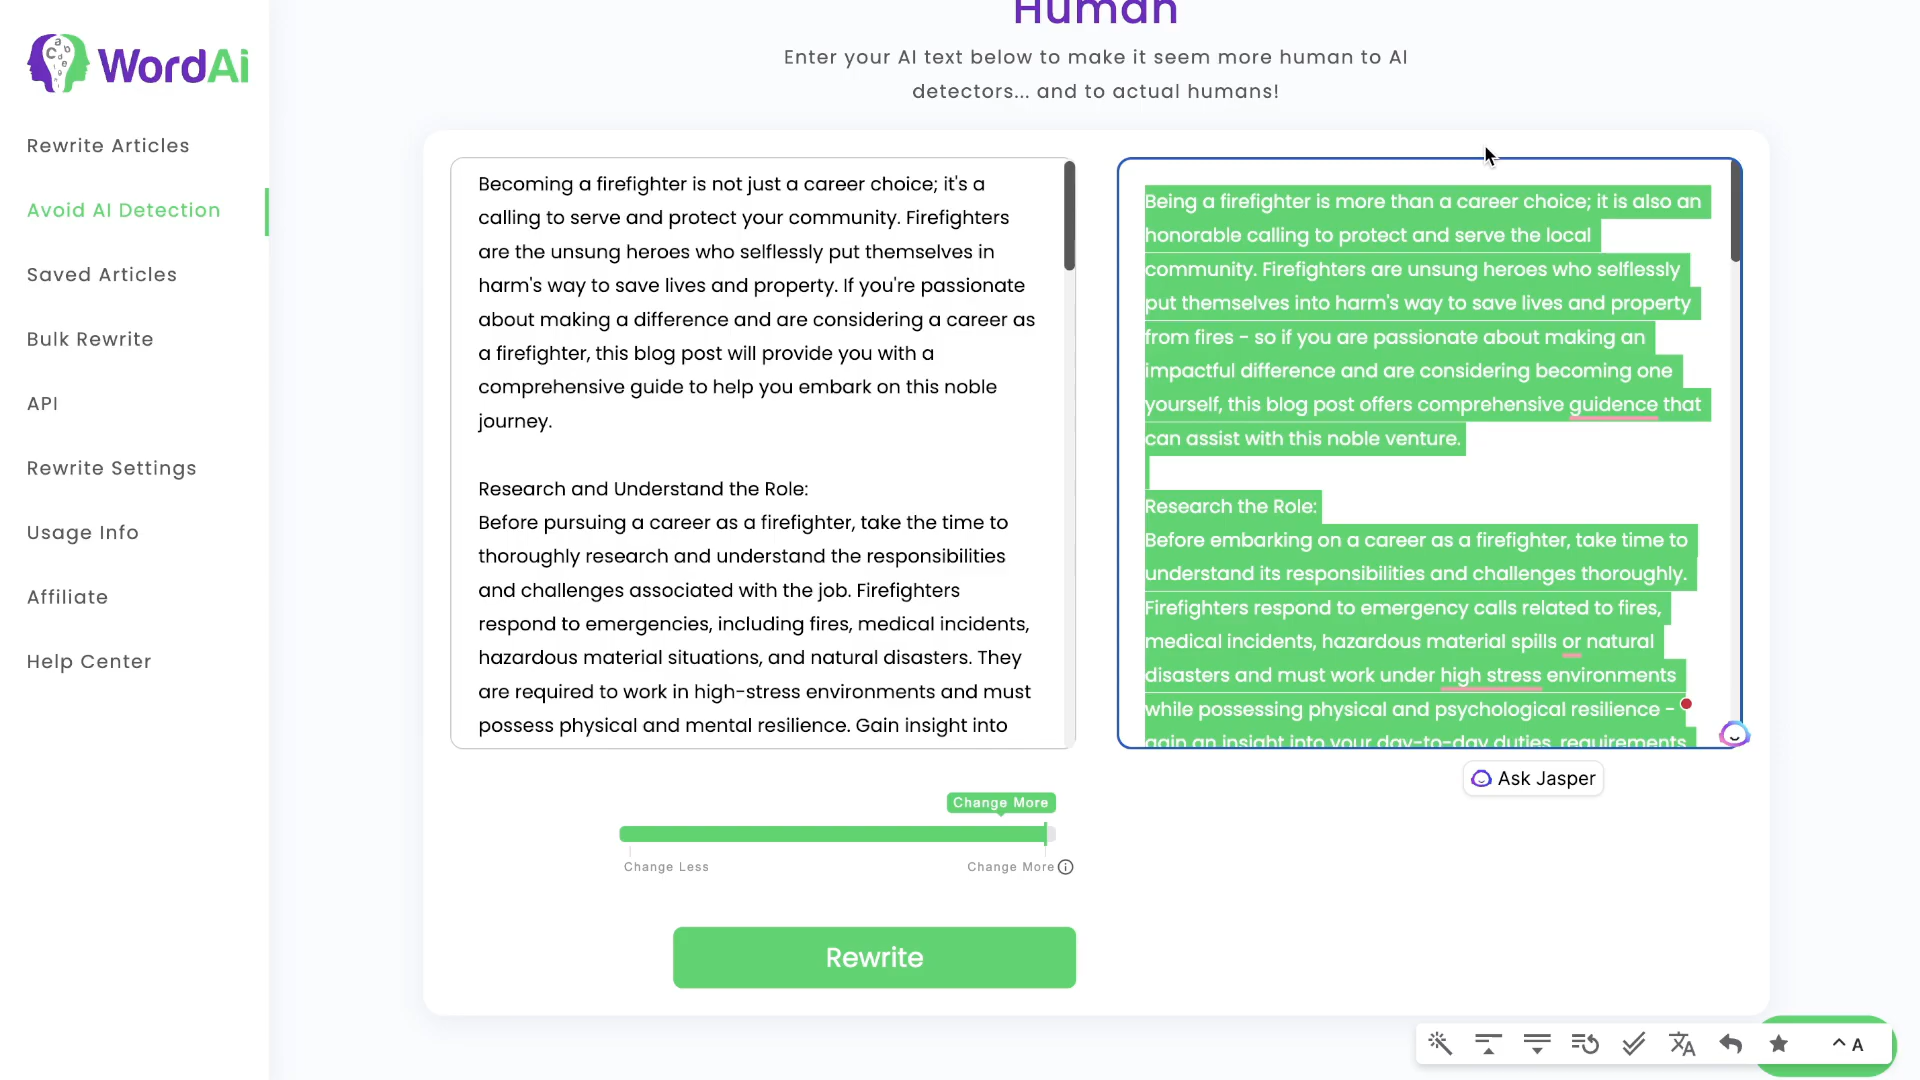 Human
Enter your AI text below to make it seem more human to AI
detectors... and to actual humans!
WordAi
Rewrite Articles
Avoid AI Detection
Saved Articles
Bulk Rewrite
API
Rewrite Settings
Usage Info
Affiliate
Help Center
Becoming a firefighter is not just a career choice; it's a
calling to serve and protect your community. Firefighters
are the unsung heroes who selflessly put themselves in
harm's way to save lives and property. If you're passionate
about making a difference and are considering a career as
a firefighter, this blog post will provide you with a
comprehensive guide to help you embark on this noble
journey.
Research and Understand the Role:
Before pursuing a career as a firefighter, take the time to
thoroughly research and understand the responsibilities
and challenges associated with the job. Firefighters
respond to emergencies, including fires, medical incidents,
hazardous material situations, and natural disasters. They
are required to work in high-stress environments and must
possess physical and mental resilience. Gain insight into
Being a firefighter is more than a career choice; it is also an
honorable calling to protect and serve the local
community. Firefighters are unsung heroes who selflessly
put themselves into harm's way to save lives and property
from fires - so if you are passionate about making an
impactful difference and are considering becoming one
yourself, this blog post offers comprehensive guidence that
can assist with this noble venture.
Research the Role:
Before embarking on a career as a firefighter, take time to
understand its responsibilities and challenges thoroughly.
Firefighters respond to emergency calls related to fires,
medical incidents, hazardous material spills or natural
disasters and must work under high stress environments
while possessing physical and psychological resilience -
gain an insight into your day-to-day duties, requirements
Ask Jasper
Change More
Change Less
Change More
Rewrite
A